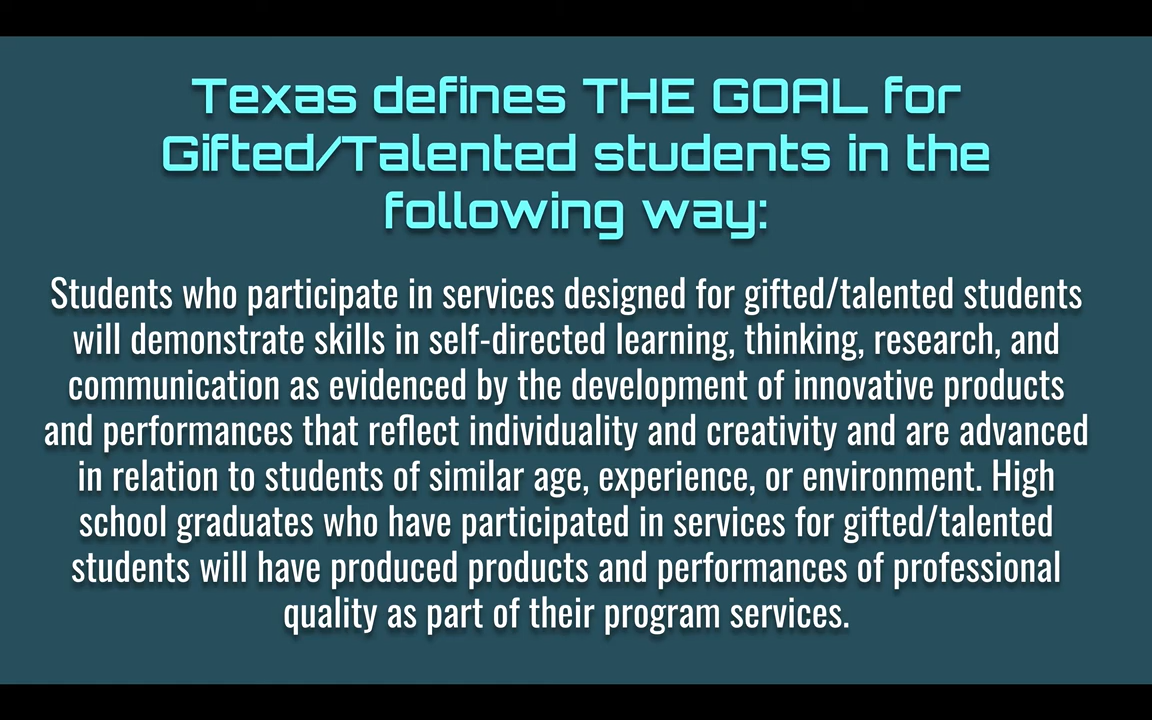 Texas defines THE GOAL for
Gifted/Talented students in the
following way:
Students who participate in services designed for gifted/talented students
will demonstrate skills in self-directed learning, thinking, research, and
communication as evidenced by the development of innovative products
and performances that reflect individuality and creativity and are advanced
in relation to students of similar age, experience, or environment. High
school graduates who have participated in services for gifted/talented
students will have produced products and performances of professional
quality as part of their program services.